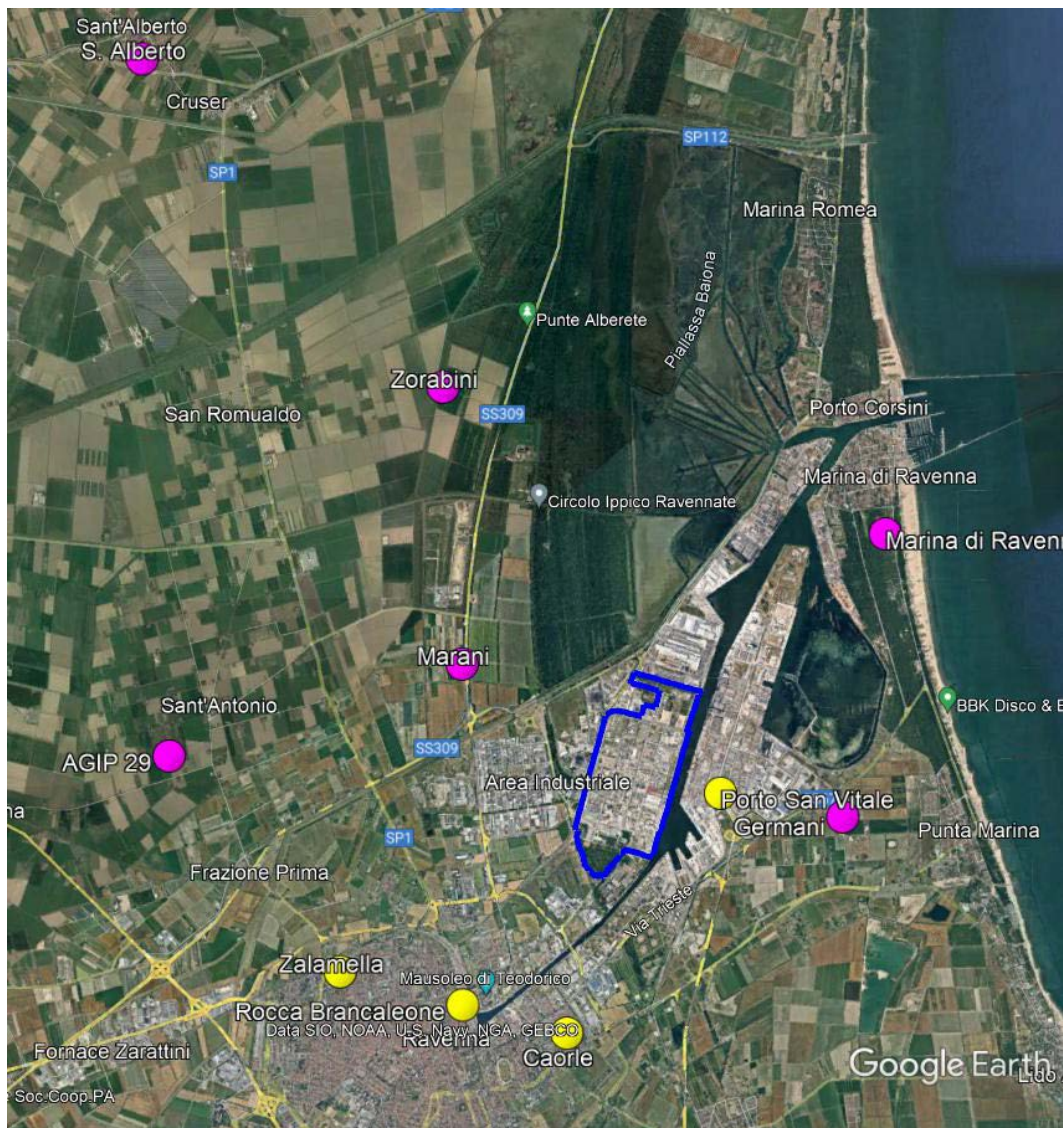 Sant'Alberto
S. Alberto
Cruser
SP1
SP112
Marina Romea
Piallassa Baiona
Punte Alberete
Zorabini
San Romualdo
SS309
Porto Corsini
Marina di Ravenna
Circolo Ippico Ravennate
Marina di Ravenn
Marani
Sant'Antonio
BBK Disco & B
AGIP 29
SS309
Area Industriale
Porto San Vitale
Germani
na
SP1
Punta Marina
Frazione Prima
Via Trieste
Zalamella
Mausoleo di Teodorico
Rocca Brancaleone
Data SIO, NOAA, U.S. Navy, NGA, GEBCO
Ravenna
Caorle
Fornace Zarattini
Google Earth
Lido
e Soc.Coop.PA